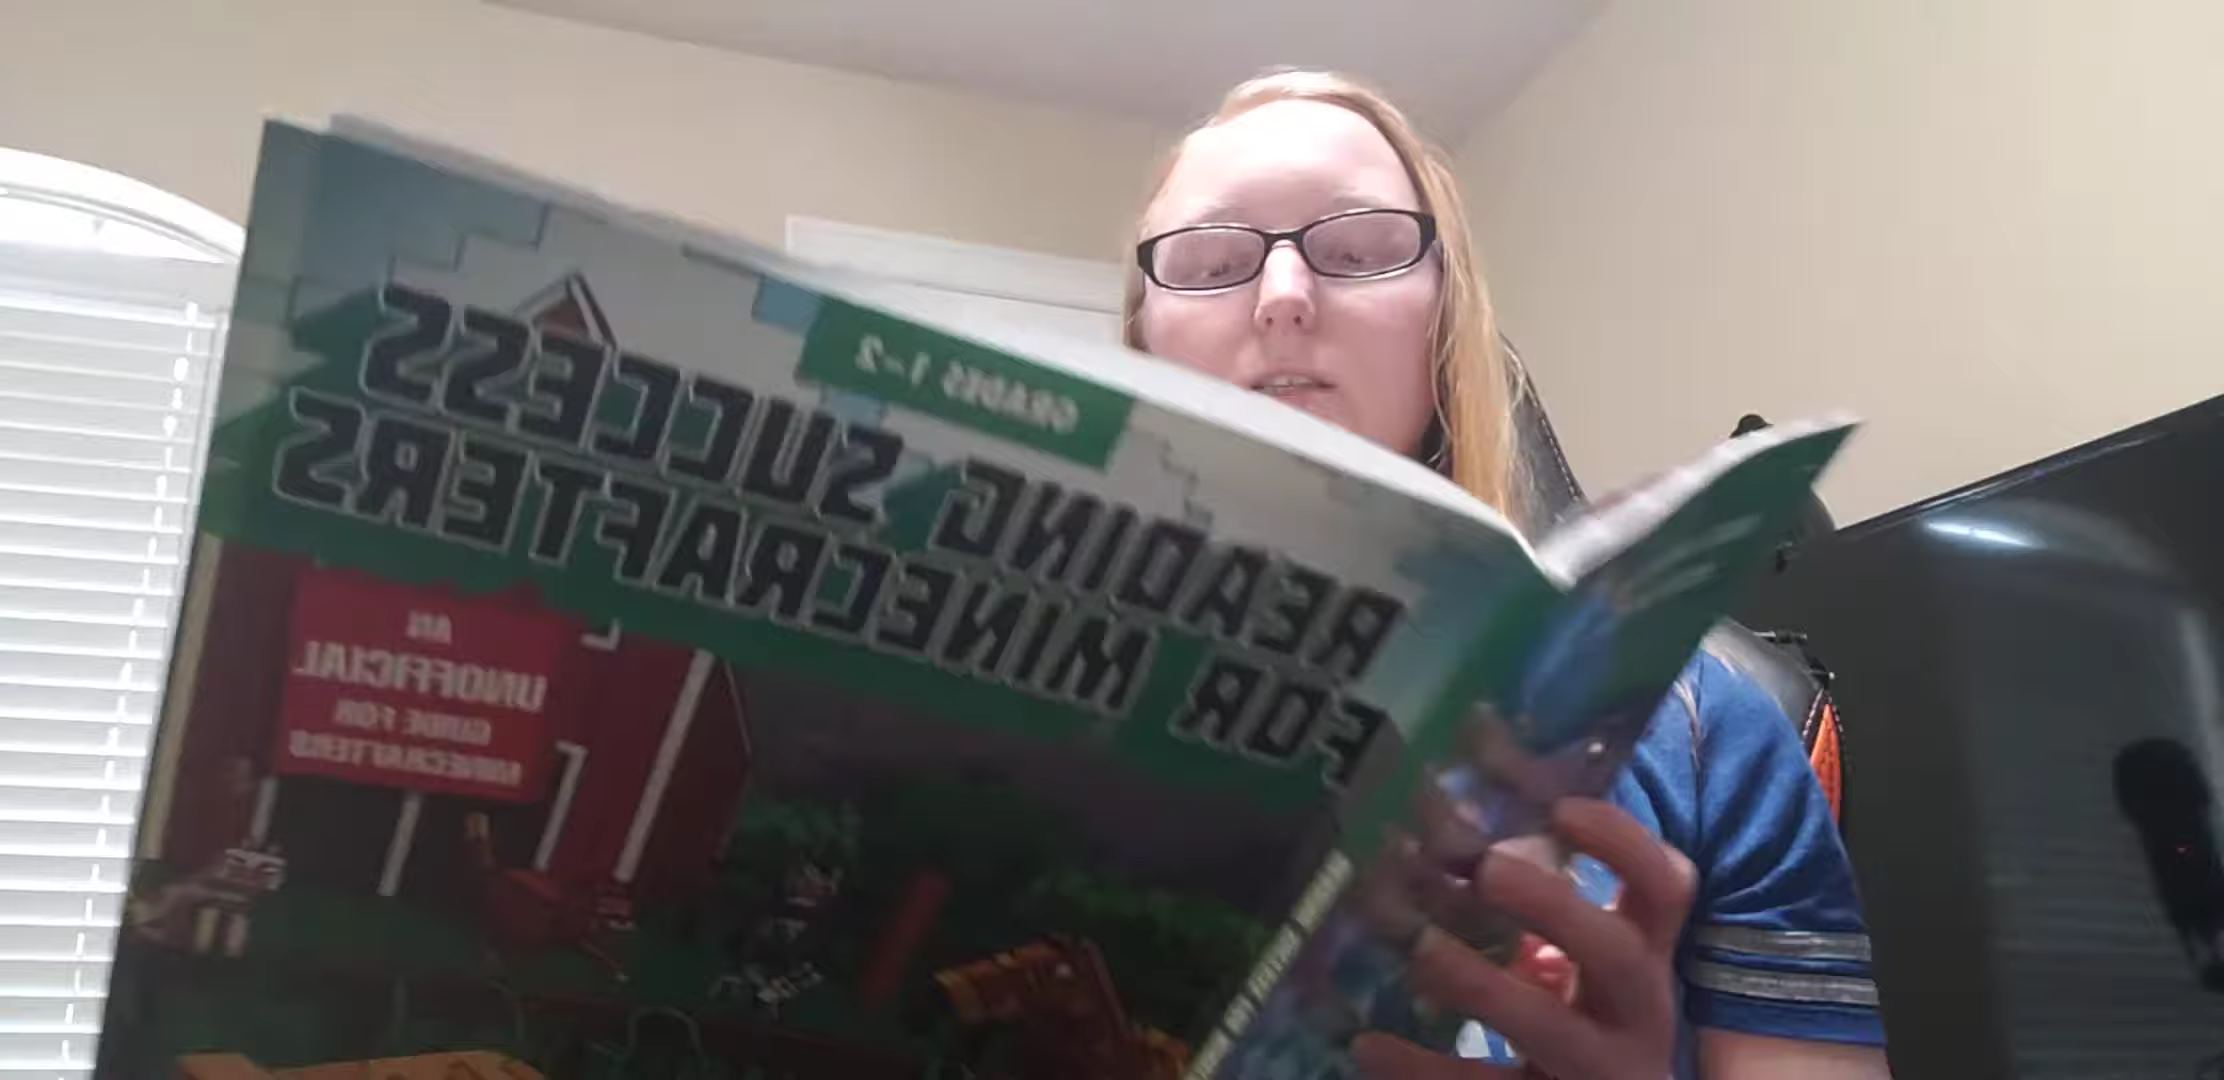 GRADES 1-2
READING SUCCESS
FOR MINECRAFTERS
AN
UNOFFICIAL
GUIDE FOR
MINECRAFTERS